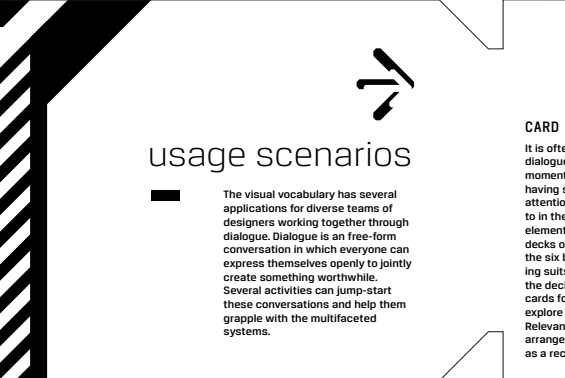 usage scenarios
The visual vocabulary has several
applications for diverse teams of
designers working together through
dialogue. Dialogue is an free-form
conversation in which everyone can
express themselves openly to jointly
create something worthwhile.
Several activities can jump-start
these conversations and help them
grapple with the multifaceted
systems.
CARD
It is ofte
dialogue
moment
having s
attentio
to in the
element
decks o
the six b
ing suits
the decl
cards fo
explore
Relevan
arrange
as a rec